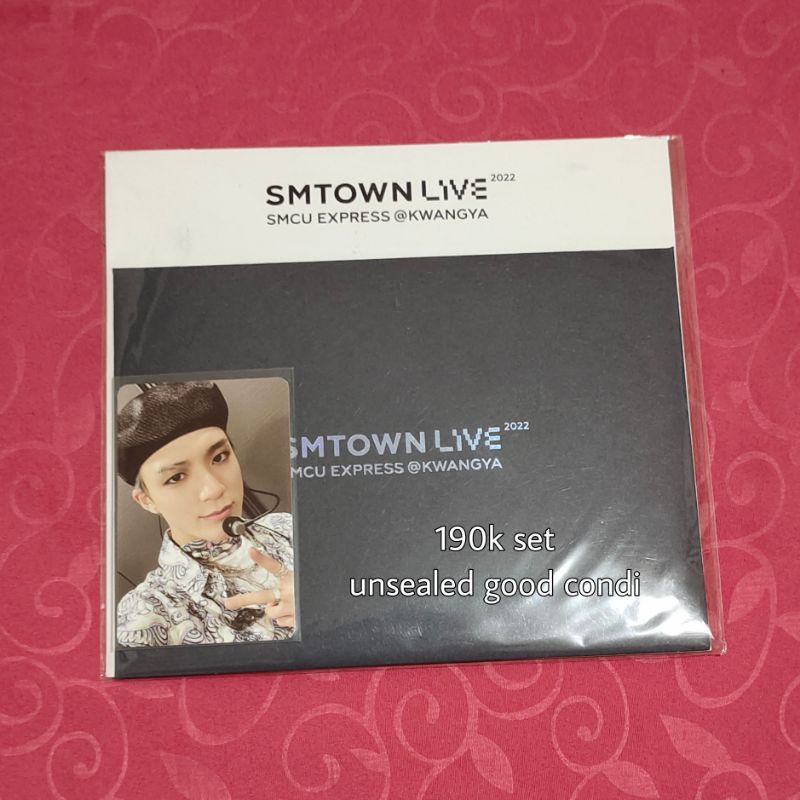 SMTOWN LIVE 2022
SMCU EXPRESS @KWANGYA
SMTOWN LIVE 2022
SMCU EXPRESS @KWANGYA
190k set
unsealed good condi